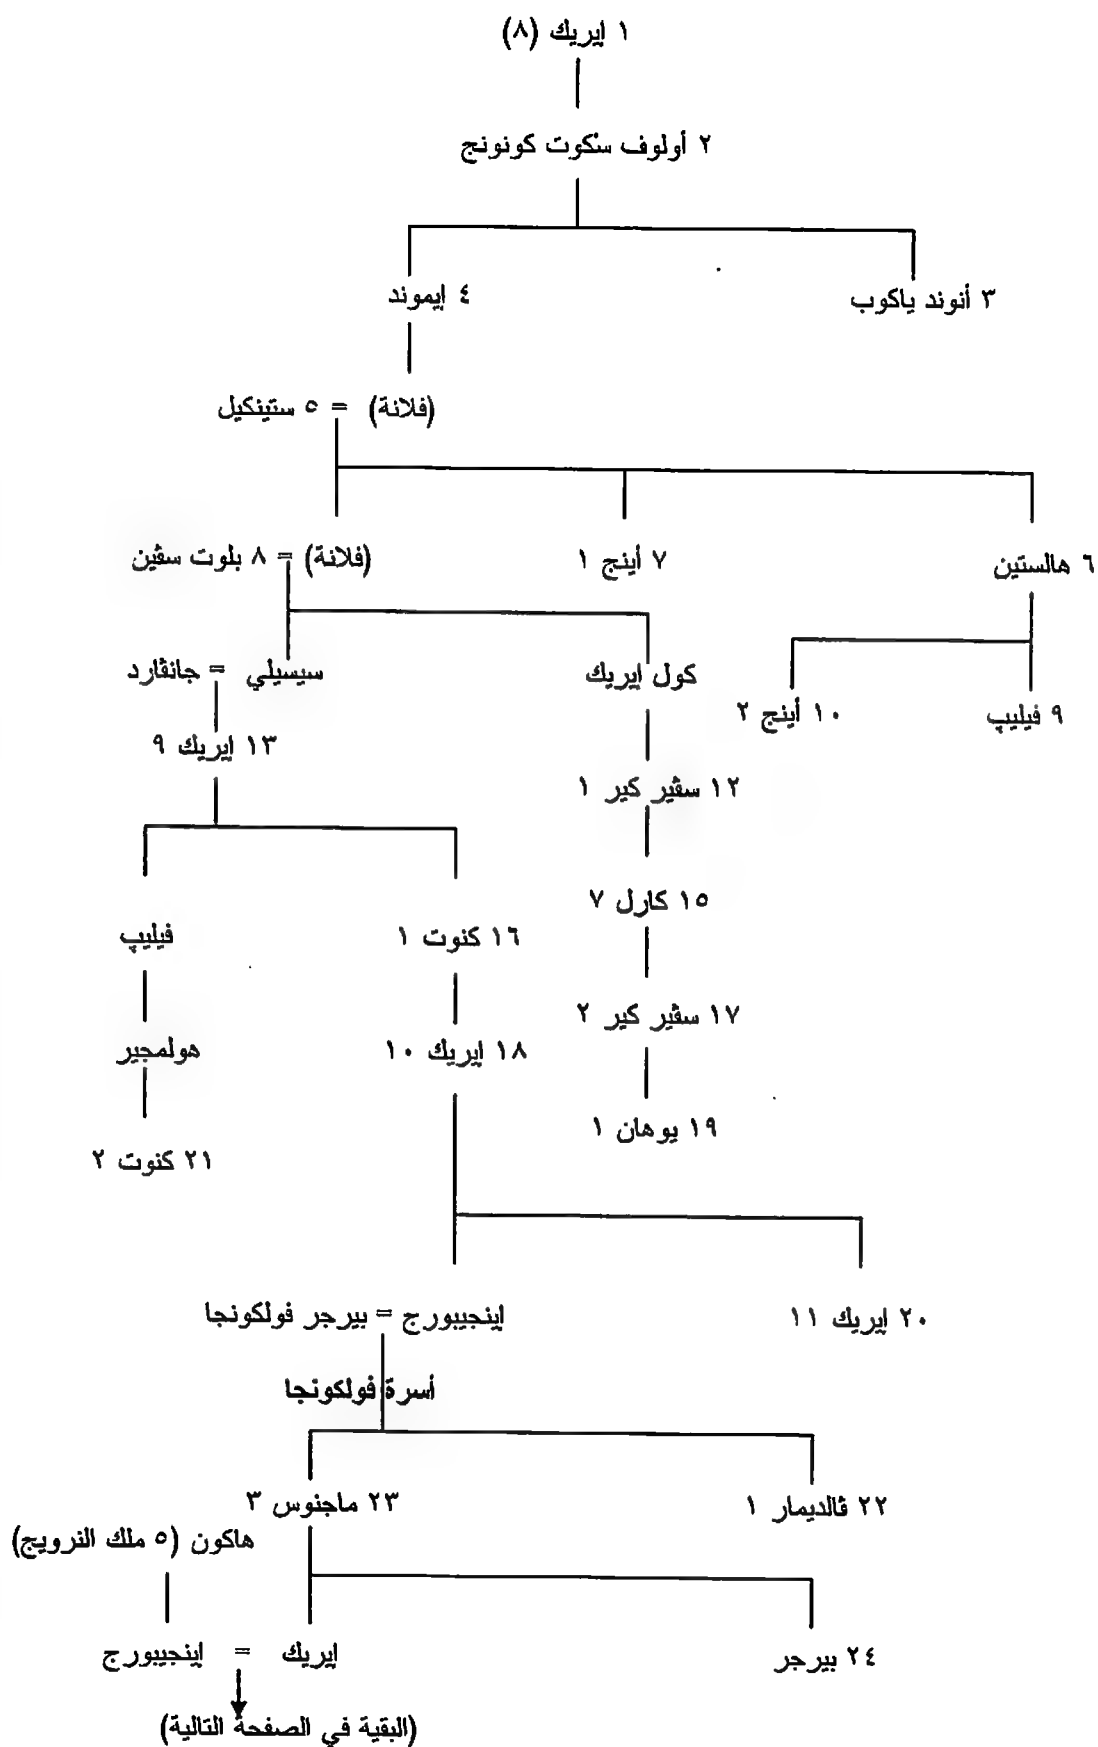 ١ إيريك (٨)
٢ أولوف سكوت كونونج
٣ أنوند ياكوب
٤ إيموند
(فلانة) = ٥ ستينكيل
٦ هالستين
٧ أينج ١
(فلانة) = ٨ بلوت سڤين
كول إيريك
سيسيلي = جانڤارد
٩ فيليپ
١٠ أينج ٢
١٣ إيريك ٩
١٢ سڤير كير ١
١٥ كارل ٧
١٦ كنوت ١
فيليپ
١٧ سڤير كير ٢
١٨ إيريك ١٠
هولمجير
١٩ يوهان ١
٢١ كنوت ٢
٢٠ إيريك ١١
إينجيبورج = بيرجر فولكونجا
أسرة فولكونجا
٢٢ ڤالديمار ١
٢٣ ماجنوس ٣
هاكون (٥ ملك النرويج)
٢٤ بيرجر
إيريك = إينجيبورج
(البقية في الصفحة التالية)